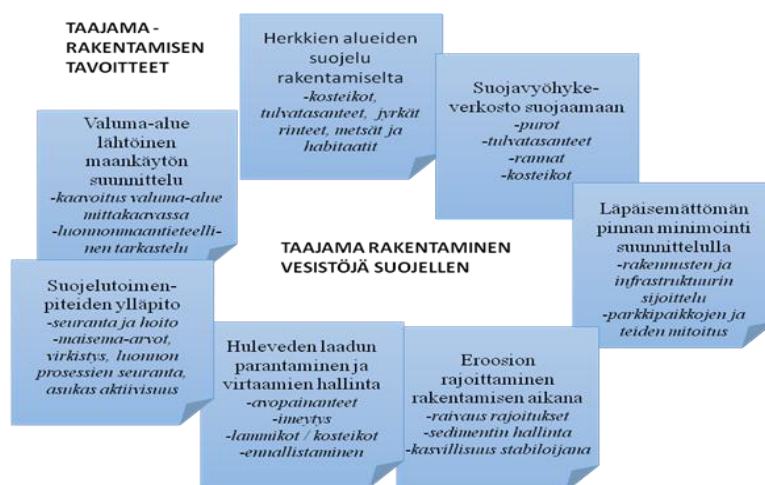 TAAJAMA -
RAKENTAMISEN
TAVOITTEET
Herkkien alueiden
suojelu
rakentamiselta
-kosteikot,
tulvatasanteet, jyrkät
rinteet, metsät ja
habitaatit
Suojavyöhyke-
verkosto suojaamaan
-purot
-tulvatasanteet
-rannat
-kosteikot
Läpäisemättömän
pinnan minimointi
suunnittelulla
-rakennusten ja
infrastruktuurin
sijoittelu
-parkkipaikkojen ja
teiden mitoitus
Eroosion
rajoittaminen
rakentamisen aikana
-raivaus rajoitukset
-sedimentin hallinta
-kasvillisuus stabiloijana
Huleveden laadun
parantaminen ja
virtaamien hallinta
-avopainanteet
-imeytys
-lammikot / kosteikot
-ennallistaminen
Suojelutoimen-
piteiden ylläpito
-seuranta ja hoito
-maisema-arvot,
virkistys, luonnon
prosessien seuranta,
asukas aktiivisuus
Valuma-alue
lähtöinen
maankäytön
suunnittelu
-kaavoitus valuma-alue
mittakaavassa
-luonnonmaantieteelli-
nen tarkastelu
TAAJAMA RAKENTAMINEN
VESISTÖJÄ SUOJELLEN